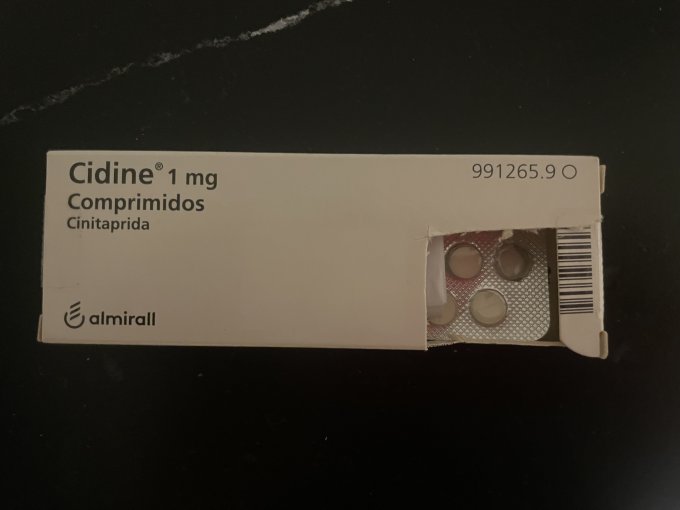 Cidine® 1 mg
991265.9 O
Comprimidos
Cinitaprida
almirall